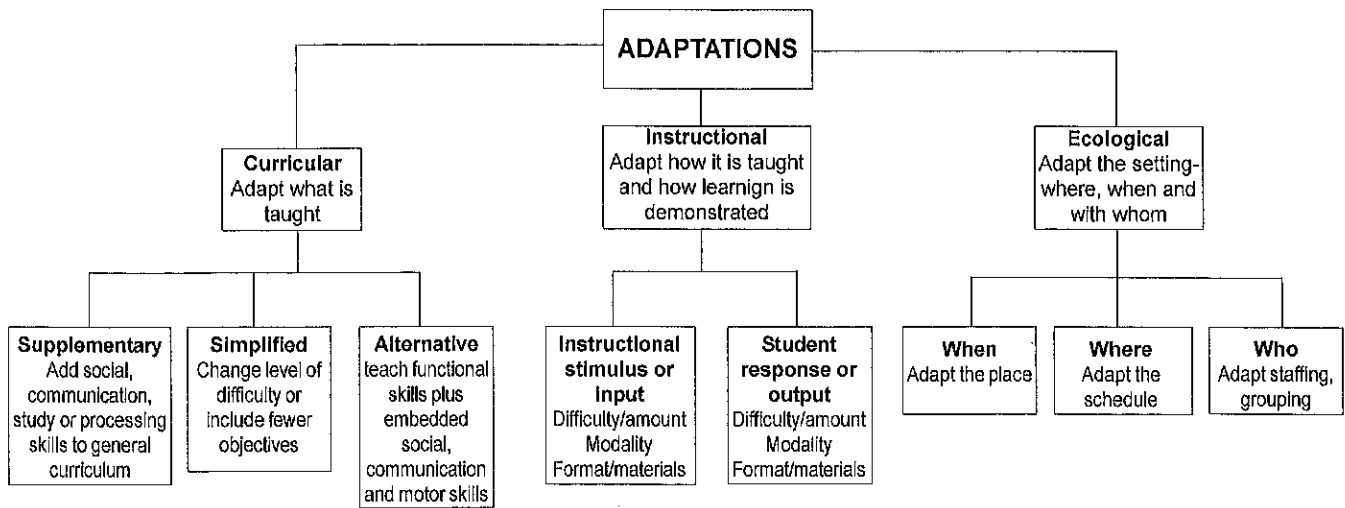 ADAPTATIONS
Curricular
Adapt what is
taught
Instructional
Adapt how it is taught
and how learnign is
demonstrated
Ecological
Adapt the setting-
where, when and
with whom
Supplementary
Add social,
communication,
study or processing
skills to general
curriculum
Simplified
Change level of
difficulty or
include fewer
objectives
Alternative
teach functional
skills plus
embedded
social,
communication
and motor skills
Instructional
stimulus or
input
Difficulty/amount
Modality
Format/materials
Student
response or
output
Difficulty/amount
Modality
Format/materials
When
Adapt the place
Where
Adapt the
schedule
Who
Adapt staffing,
grouping